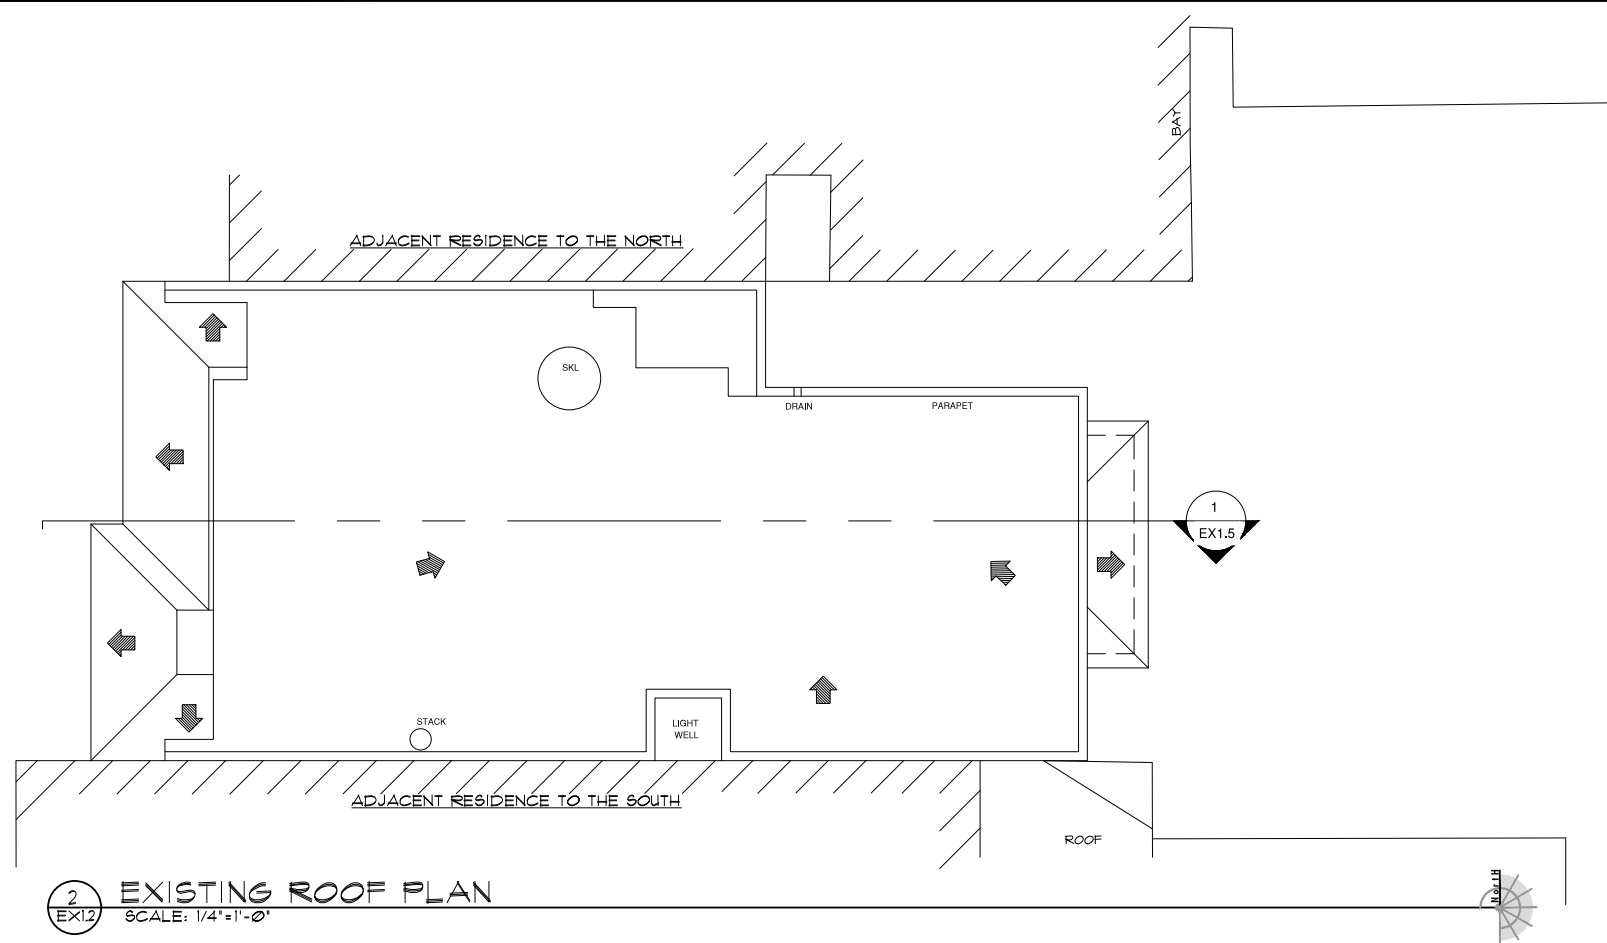 BAY
ADJACENT RESIDENCE TO THE NORTH
SKL
DRAIN
PARAPET
1
EX1.5
STACK
LIGHT
WELL
ADJACENT RESIDENCE TO THE SOUTH
ROOF
2
EX1.2
EXISTING ROOF PLAN
SCALE: 1/4"=1'-0"
North